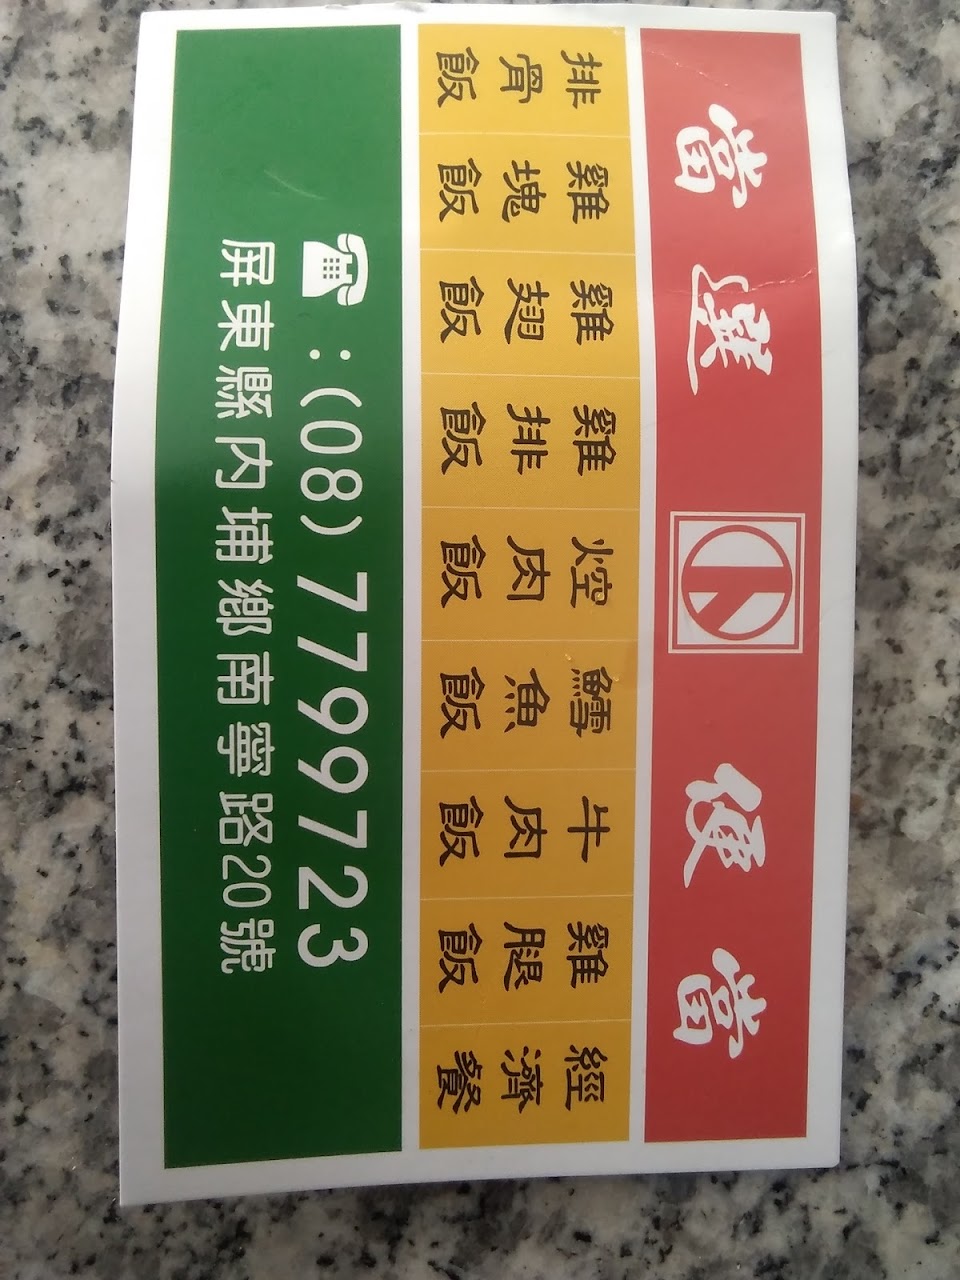 當選便當
排骨飯
雞塊飯
雞翅飯
雞排飯
焢肉飯
鱈魚飯
牛肉飯
雞腿飯
經濟餐
☎:(08)7799723
屏東縣內埔鄉南寧路20號